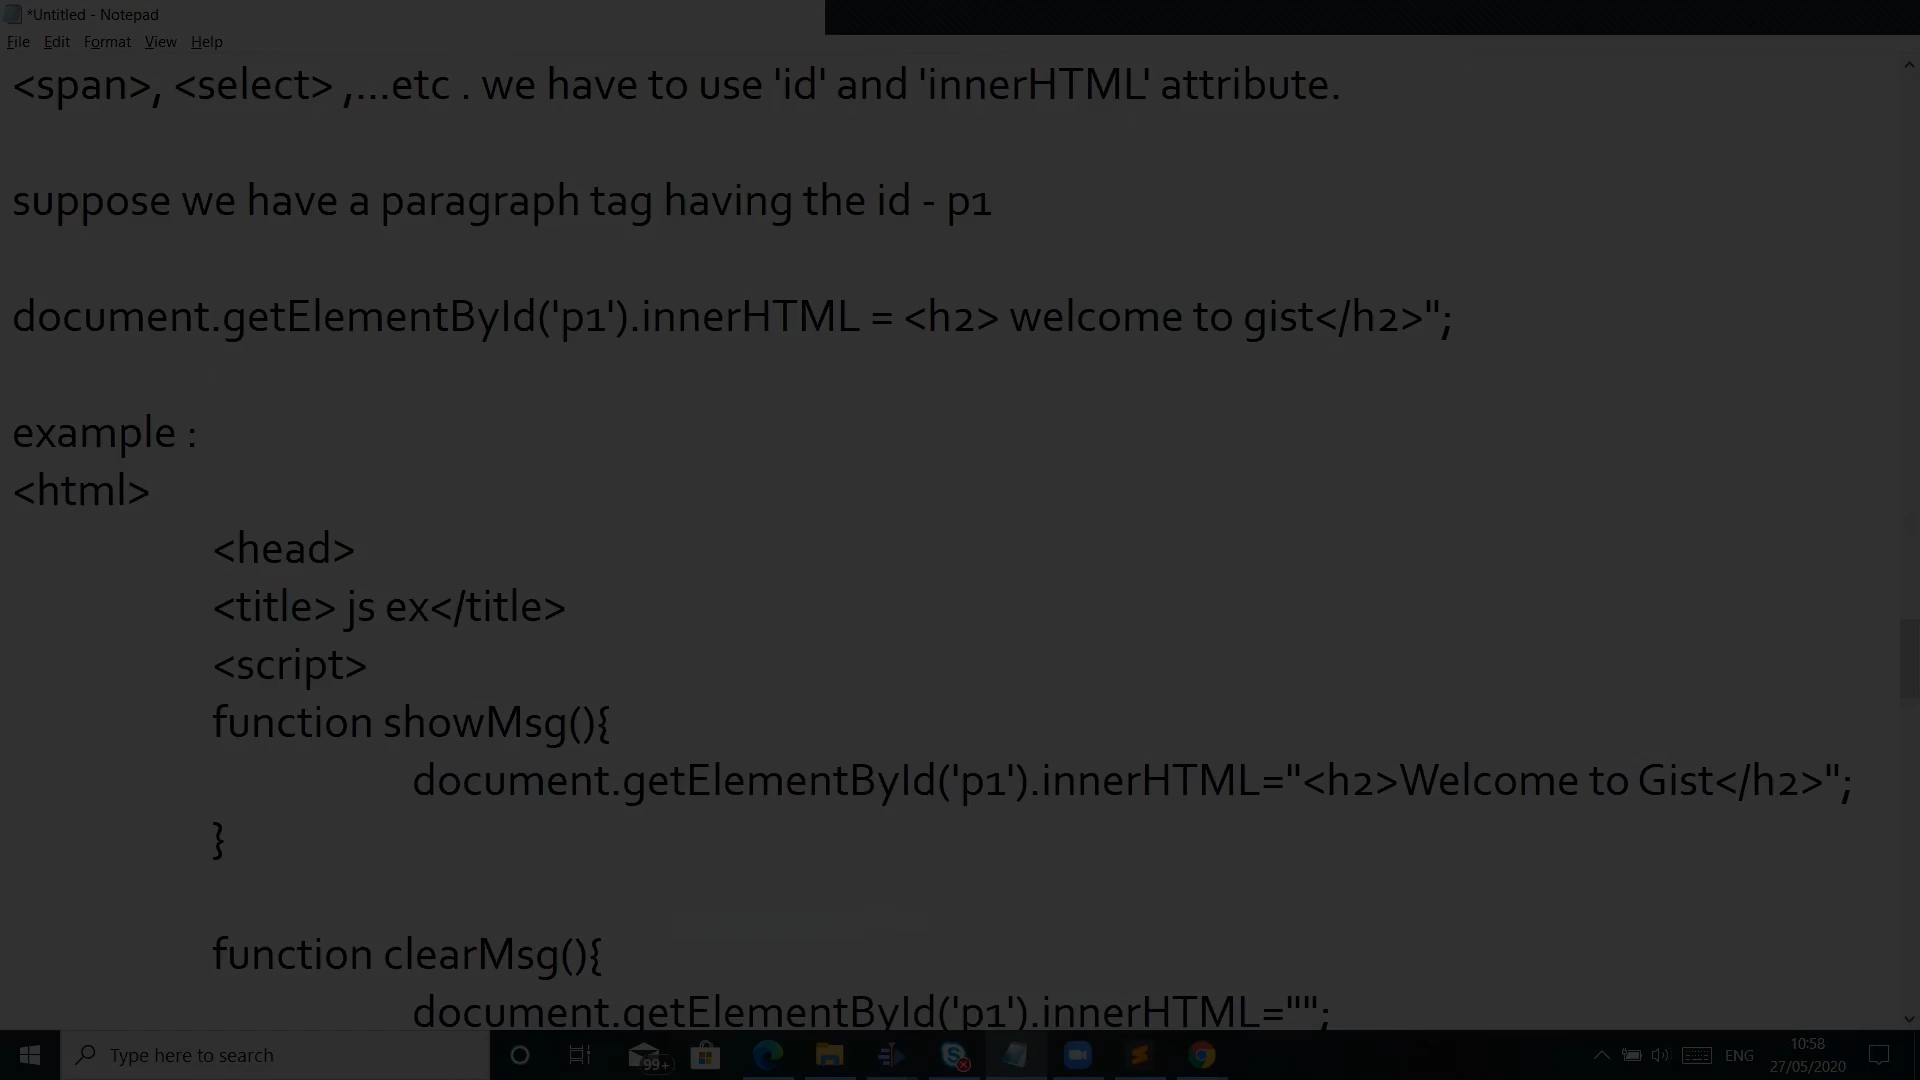 *Untitled - Notepad
File Edit Format View Help
<span>, <select> ,...etc . we have to use 'id' and 'innerHTML' attribute.
suppose we have a paragraph tag having the id - p1
document.getElementById('p1').innerHTML = <h2> welcome to gist</h2>";
example :
<html>
<head>
<title> js ex</title>
<script>
function showMsg(){
document.getElementById('p1').innerHTML="<h2>Welcome to Gist</h2>";
}
function clearMsg(){
document.getElementById('p1').innerHTML="";
Type here to search
99+
ENG
10:58
27/05/2020